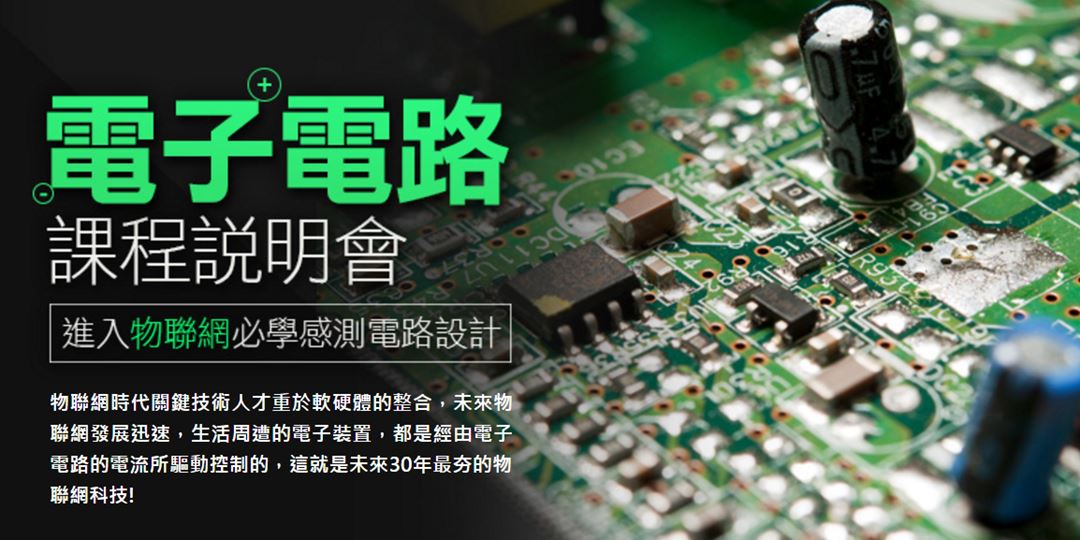 電子電路
課程説明會
進入物聯網必學感測電路設計
物聯網時代關鍵技術人才重於軟硬體的整合，未來物
聯網發展迅速，生活周遭的電子裝置，都是經由電子
電路的電流所驅動控制的，這就是未來30年最夯的物
聯網科技!
EC10
R92